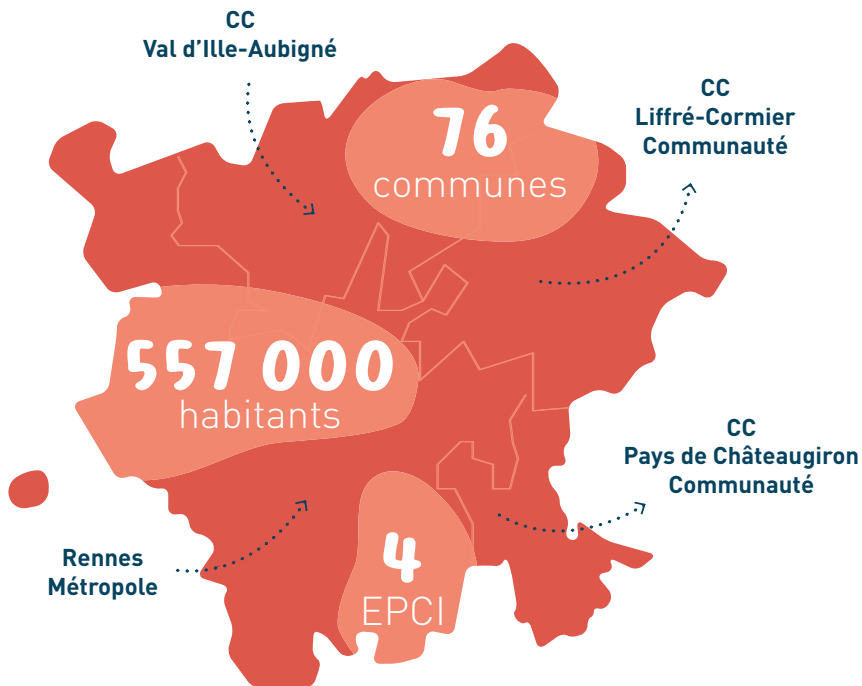 CC
Val d'Ille-Aubigné
76
communes
CC
Liffré-Cormier
Communauté
557 000
habitants
CC
Pays de Châteaugiron
Communauté
Rennes
Métropole
4
EPCI